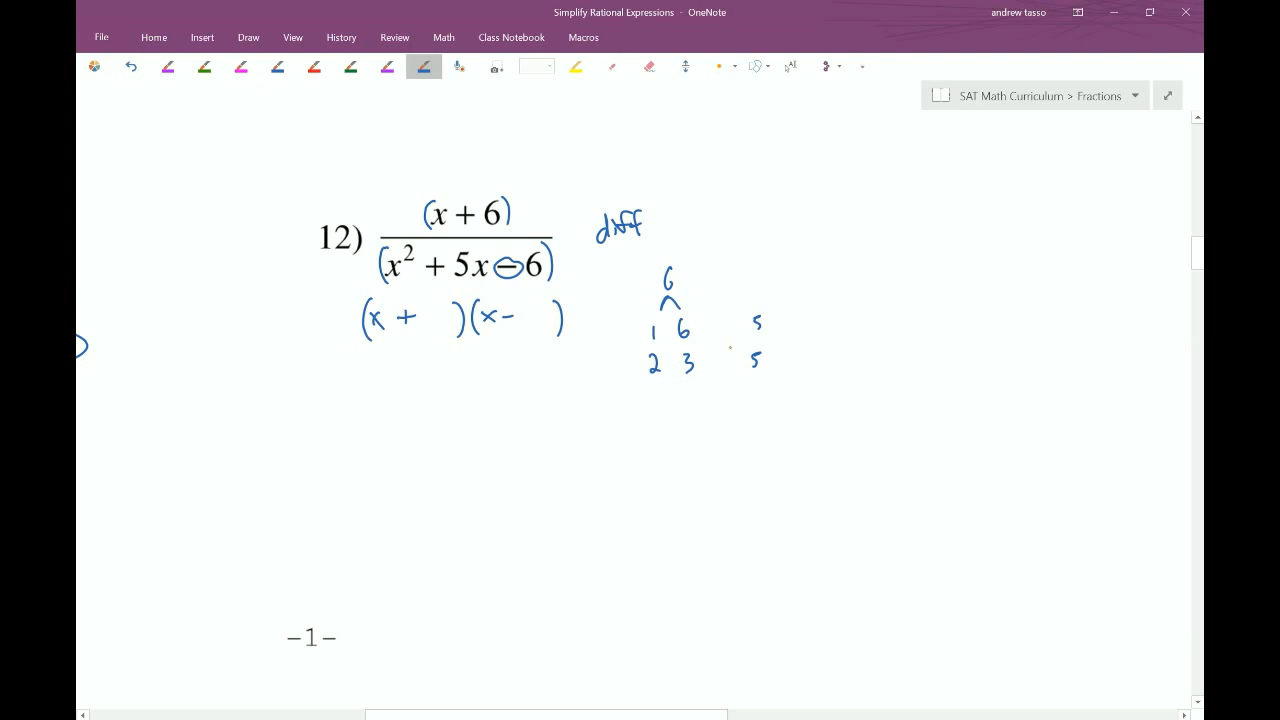 Simplify Rational Expressions - OneNote
andrew tasso
File Home Insert Draw View History Review Math Class Notebook Macros
SAT Math Curriculum > Fractions
12) (x + 6)
(x² + 5x − 6)
diff
(x + )(x − )
6
1 6 5
2 3 5
−1−